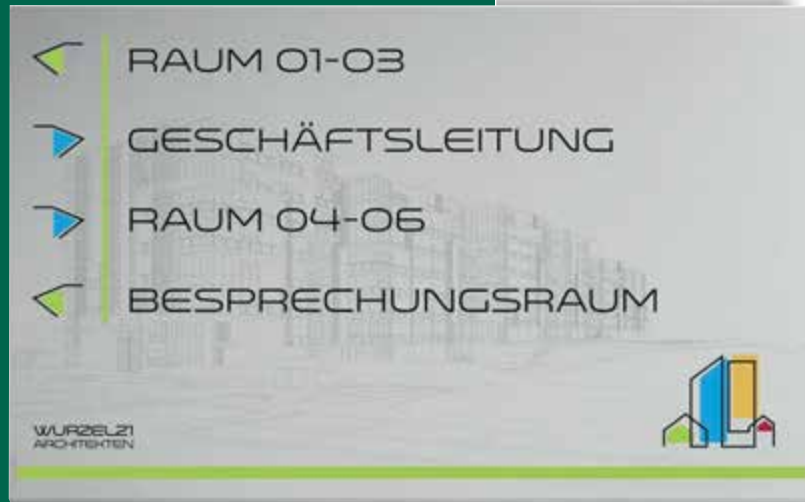 RAUM 01-03
GESCHÄFTSLEITUNG
RAUM 04-06
BESPRECHUNGSRAUM
WURZEL21
ARCHITEKTEN